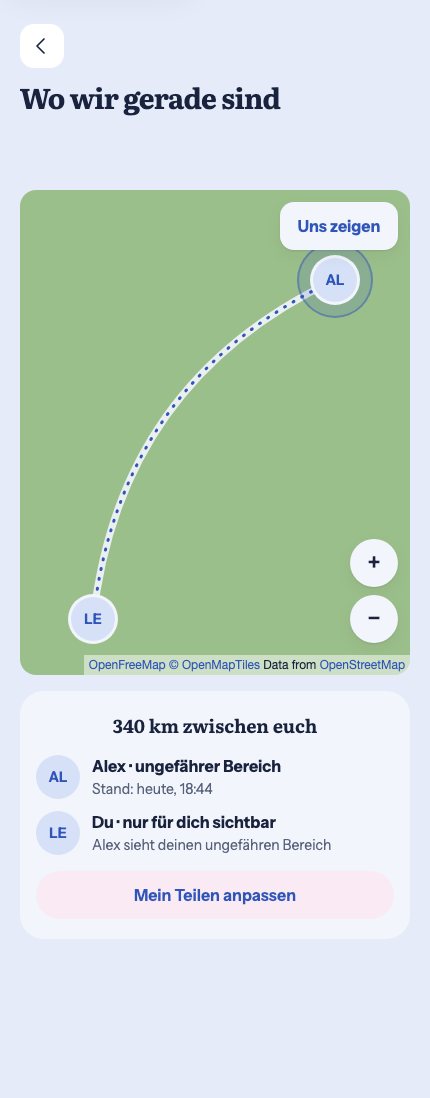 Wo wir gerade sind
Uns zeigen
AL
LE
+
−
OpenFreeMap © OpenMapTiles Data from OpenStreetMap
340 km zwischen euch
AL
Alex · ungefährer Bereich
Stand: heute, 18:44
LE
Du · nur für dich sichtbar
Alex sieht deinen ungefähren Bereich
Mein Teilen anpassen